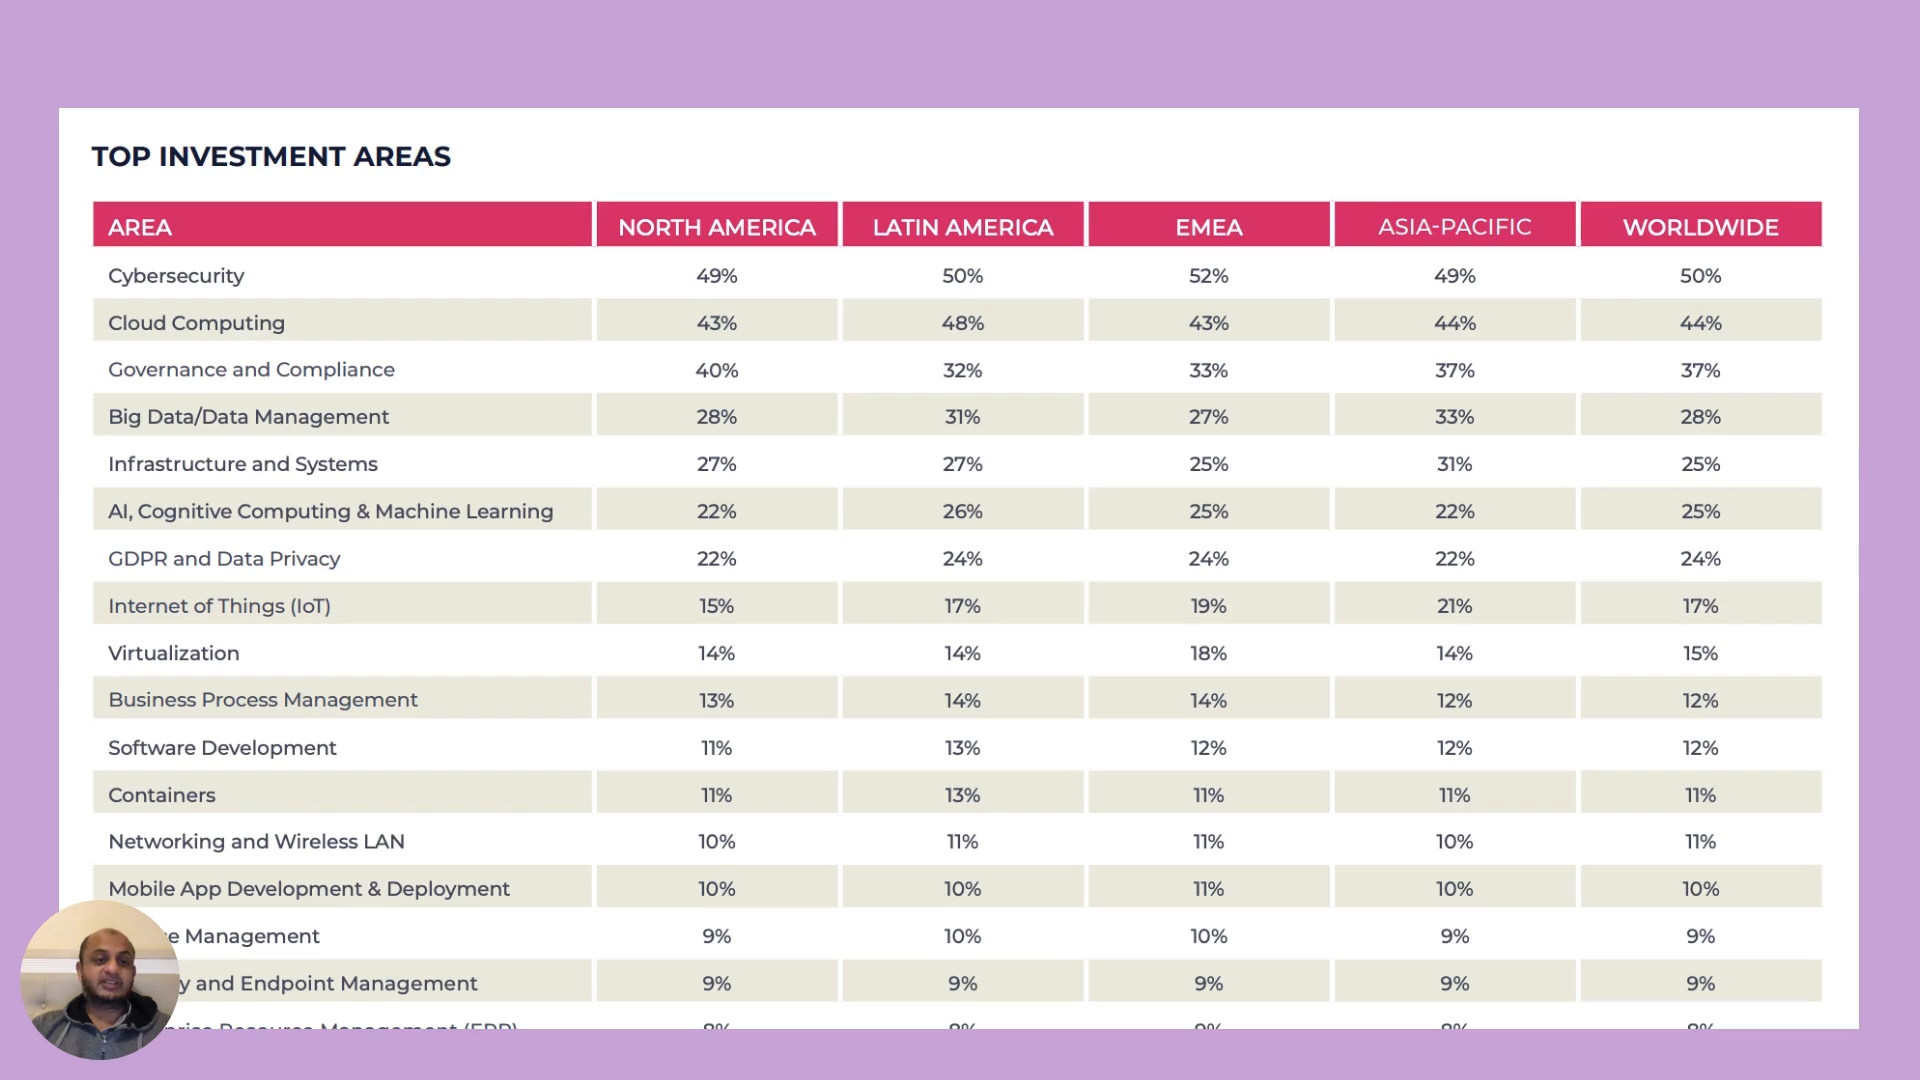 TOP INVESTMENT AREAS
AREA NORTH AMERICA LATIN AMERICA EMEA ASIA-PACIFIC WORLDWIDE
Cybersecurity 49% 50% 52% 49% 50%
Cloud Computing 43% 48% 43% 44% 44%
Governance and Compliance 40% 32% 33% 37% 37%
Big Data/Data Management 28% 31% 27% 33% 28%
Infrastructure and Systems 27% 27% 25% 31% 25%
AI, Cognitive Computing & Machine Learning 22% 26% 25% 22% 25%
GDPR and Data Privacy 22% 24% 24% 22% 24%
Internet of Things (IoT) 15% 17% 19% 21% 17%
Virtualization 14% 14% 18% 14% 15%
Business Process Management 13% 14% 14% 12% 12%
Software Development 11% 13% 12% 12% 12%
Containers 11% 13% 11% 11% 11%
Networking and Wireless LAN 10% 11% 11% 10% 11%
Mobile App Development & Deployment 10% 10% 11% 10% 10%
Management 9% 10% 10% 9% 9%
and Endpoint Management 9% 9% 9% 9% 9%
Resource Management (ERP)